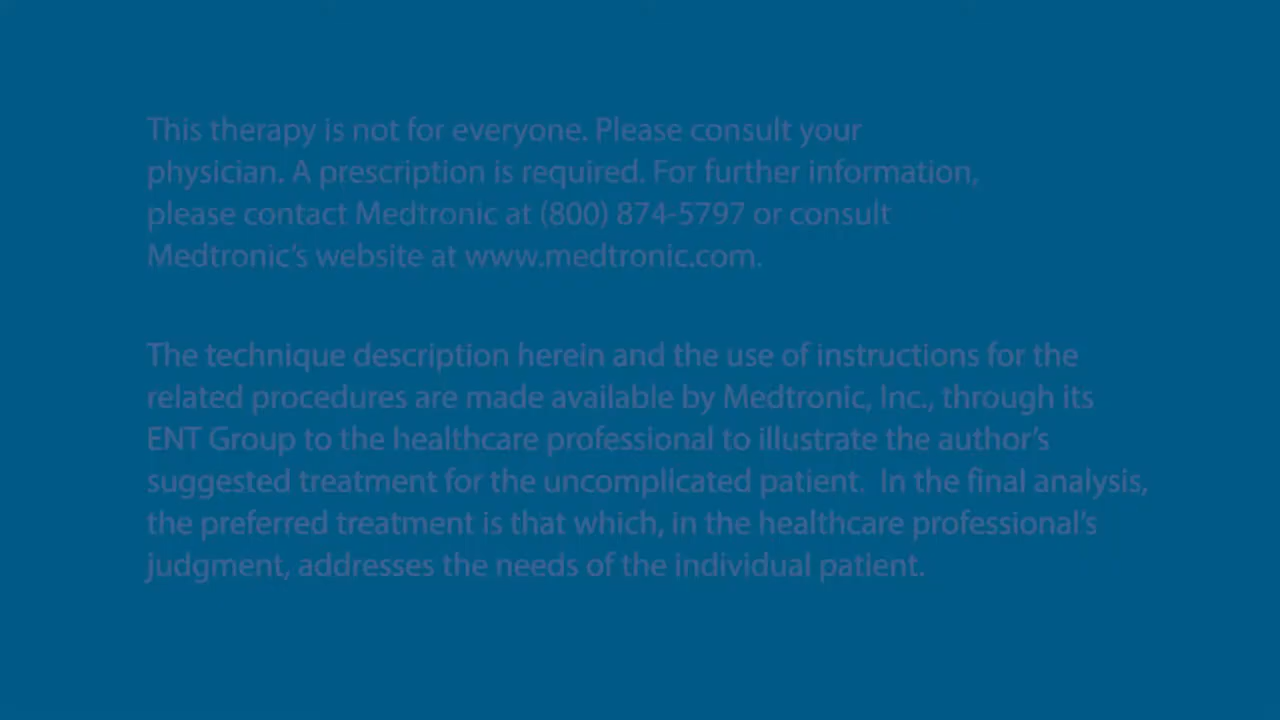 This therapy is not for everyone. Please consult your
physician. A prescription is required. For further information,
please contact Medtronic at (800) 874-5797 or consult
Medtronic’s website at www.medtronic.com.
The technique description herein and the use of instructions for the
related procedures are made available by Medtronic, Inc., through its
ENT Group to the healthcare professional to illustrate the author’s
suggested treatment for the uncomplicated patient.  In the final analysis,
the preferred treatment is that which, in the healthcare professional’s
judgment, addresses the needs of the individual patient.